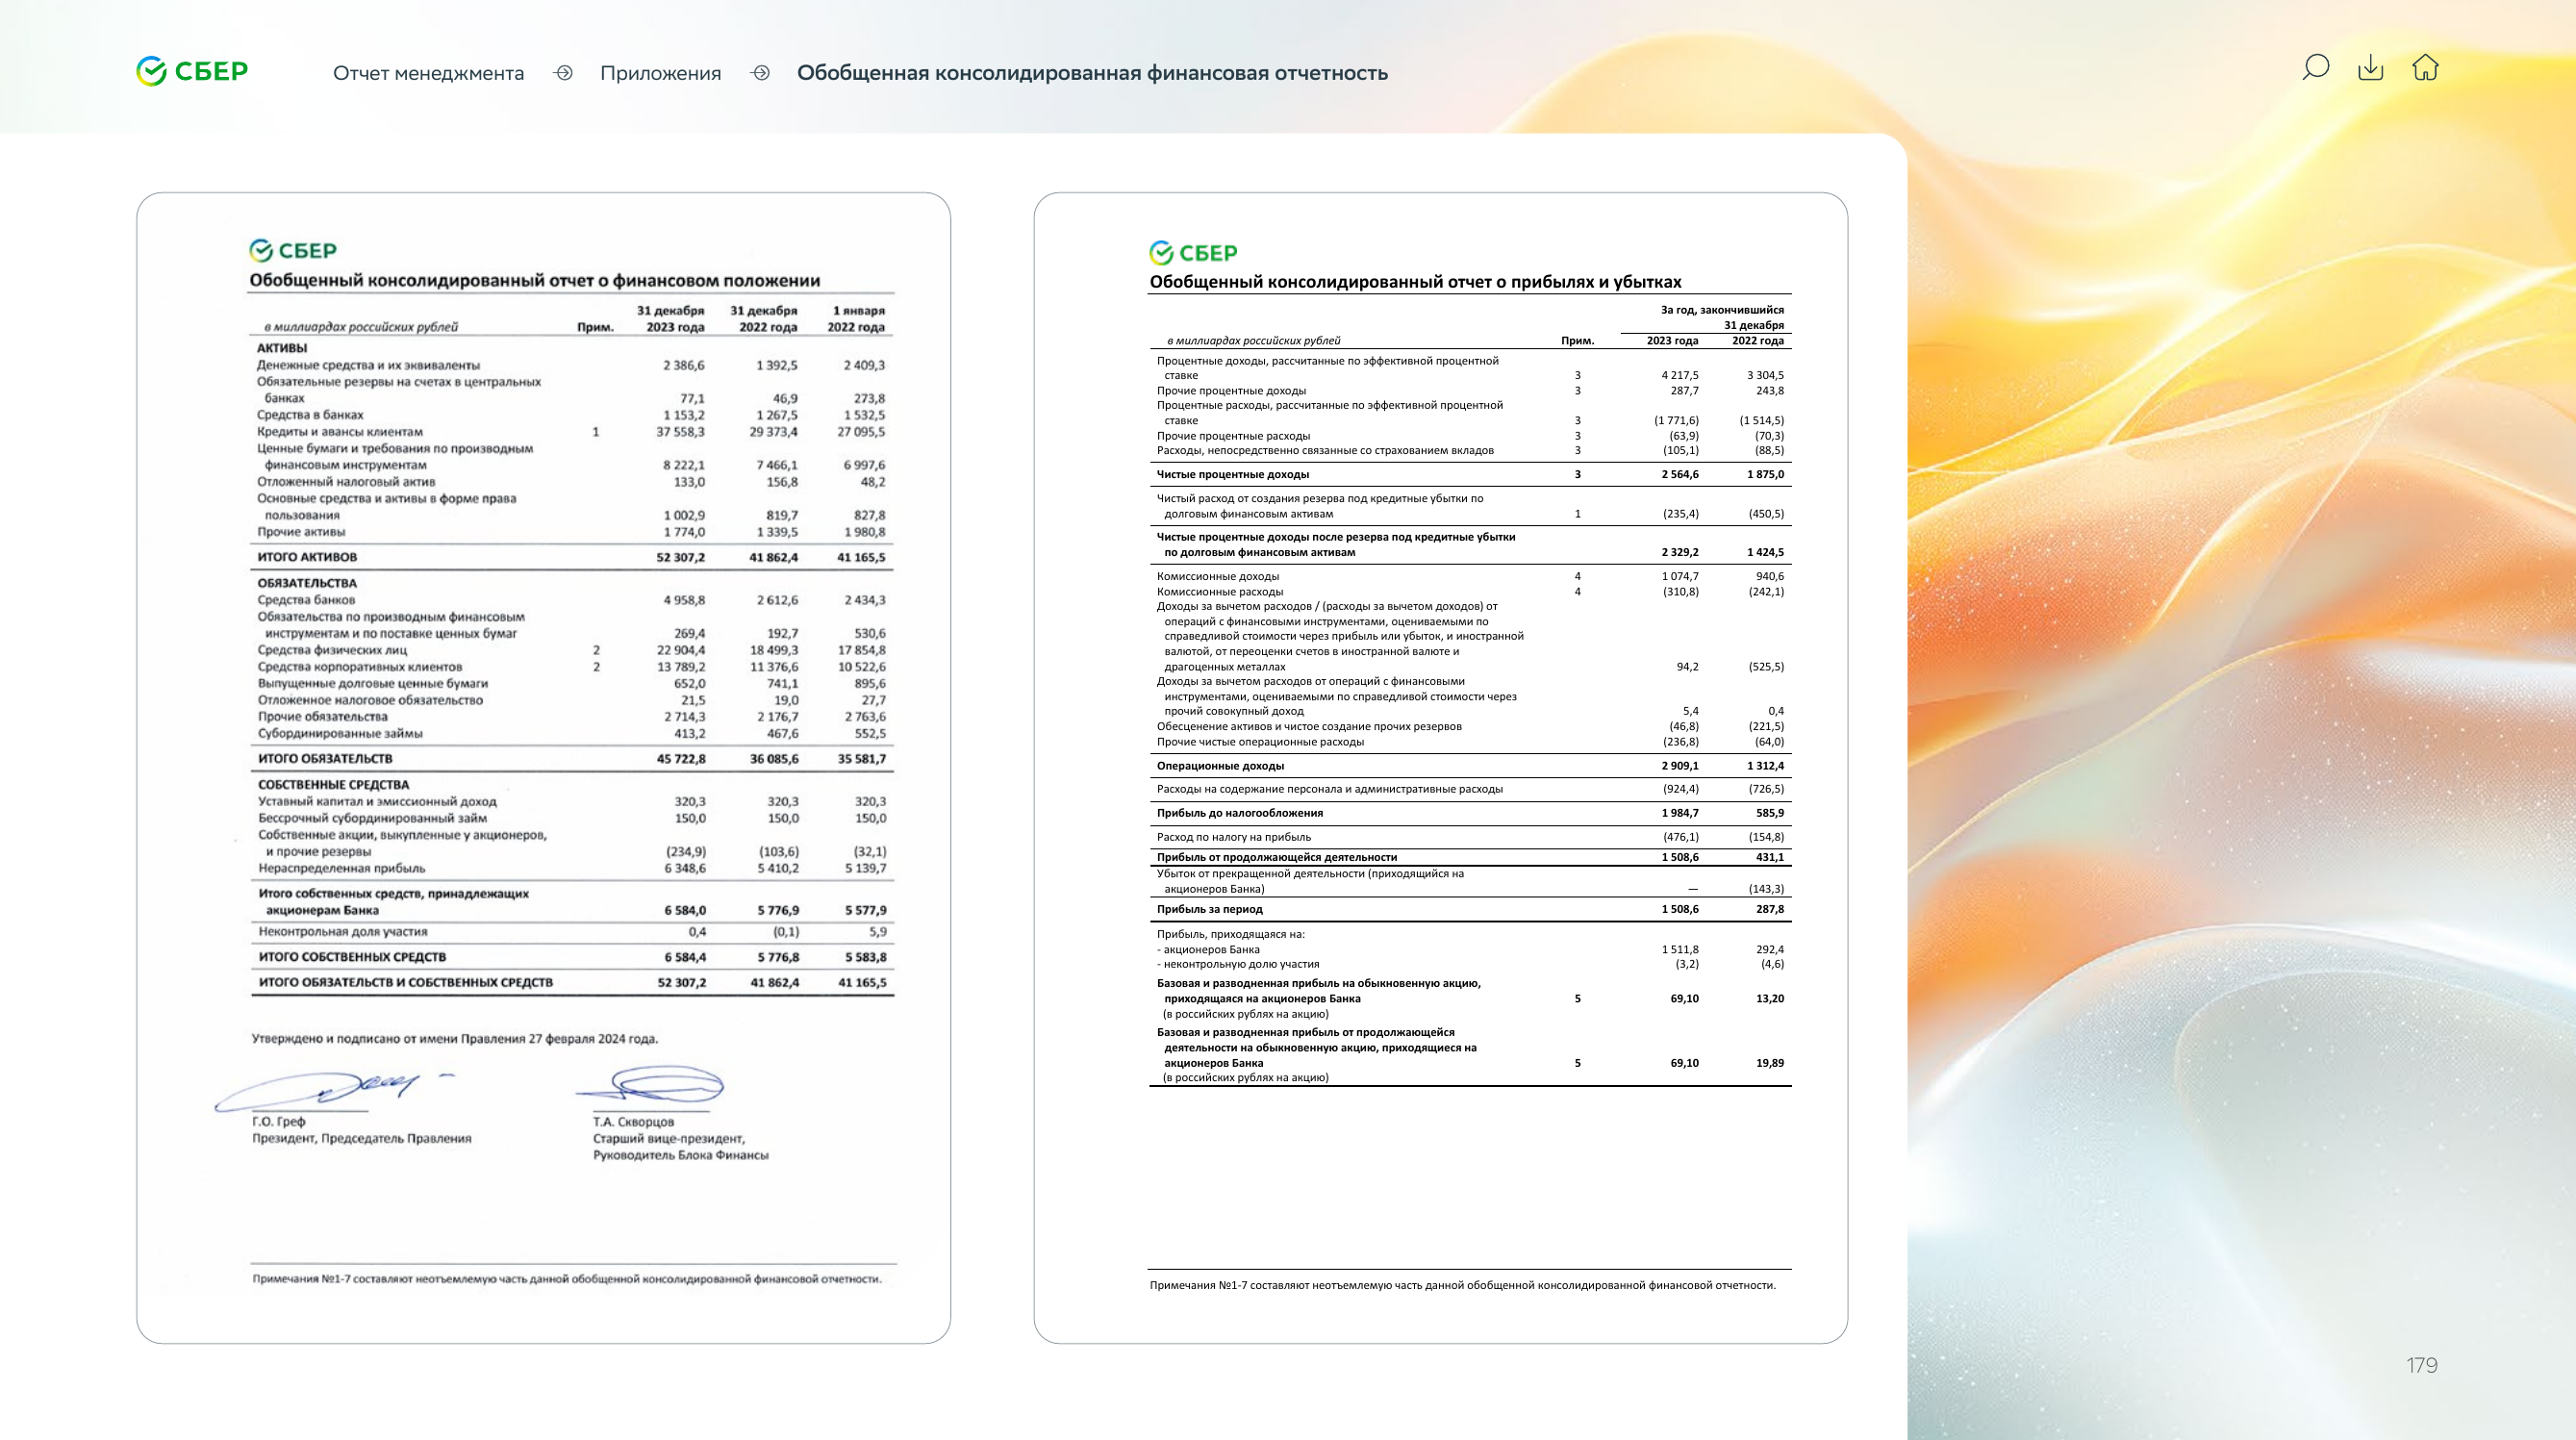 СБЕР
Отчет менеджмента
Приложения
Обобщенная консолидированная финансовая отчетность
СБЕР
Обобщенный консолидированный отчет о финансовом положении
31 декабря 31 декабря 1 января
в миллиардах российских рублей Прим. 2023 года 2022 года 2022 года
АКТИВЫ
Денежные средства и их эквиваленты 2 386,6 1 392,5 2 409,3
Обязательные резервы на счетах в центральных
банках 77,1 46,9 273,8
Средства в банках 1 153,2 1 267,5 1 532,5
Кредиты и авансы клиентам 1 37 558,3 29 373,4 27 095,5
Ценные бумаги и требования по производным
финансовым инструментам 8 222,1 7 466,1 6 997,6
Отложенный налоговый актив 133,0 156,8 48,2
Основные средства и активы в форме права
пользования 1 002,9 819,7 827,8
Прочие активы 1 774,0 1 339,5 1 980,8
ИТОГО АКТИВОВ 52 307,2 41 862,4 41 165,5
ОБЯЗАТЕЛЬСТВА
Средства банков 4 958,8 2 612,6 2 434,3
Обязательства по производным финансовым
инструментам и по поставке ценных бумаг 269,4 192,7 530,6
Средства физических лиц 2 22 904,4 18 499,3 17 854,8
Средства корпоративных клиентов 2 13 789,2 11 376,6 10 522,6
Выпущенные долговые ценные бумаги 652,0 741,1 895,6
Отложенное налоговое обязательство 21,5 19,0 27,7
Прочие обязательства 2 714,3 2 176,7 2 763,6
Субординированные займы 413,2 467,6 552,5
ИТОГО ОБЯЗАТЕЛЬСТВ 45 722,8 36 085,6 35 581,7
СОБСТВЕННЫЕ СРЕДСТВА
Уставный капитал и эмиссионный доход 320,3 320,3 320,3
Бессрочный субординированный займ 150,0 150,0 150,0
Собственные акции, выкупленные у акционеров,
и прочие резервы (234,9) (103,6) (32,1)
Нераспределенная прибыль 6 348,6 5 410,2 5 139,7
Итого собственных средств, принадлежащих
акционерам Банка 6 584,0 5 776,9 5 577,9
Неконтрольная доля участия 0,4 (0,1) 5,9
ИТОГО СОБСТВЕННЫХ СРЕДСТВ 6 584,4 5 776,8 5 583,8
ИТОГО ОБЯЗАТЕЛЬСТВ И СОБСТВЕННЫХ СРЕДСТВ 52 307,2 41 862,4 41 165,5
Утверждено и подписано от имени Правления 27 февраля 2024 года.
Г.О. Греф
Президент, Председатель Правления
Т.А. Скворцов
Старший вице-президент,
Руководитель Блока Финансы
Примечания №1-7 составляют неотъемлемую часть данной обобщенной консолидированной финансовой отчетности.
СБЕР
Обобщенный консолидированный отчет о прибылях и убытках
За год, закончившийся
31 декабря
в миллиардах российских рублей Прим. 2023 года 2022 года
Процентные доходы, рассчитанные по эффективной процентной
ставке 3 4 217,5 3 304,5
Прочие процентные доходы 3 287,7 243,8
Процентные расходы, рассчитанные по эффективной процентной
ставке 3 (1 771,6) (1 514,5)
Прочие процентные расходы 3 (63,9) (70,3)
Расходы, непосредственно связанные со страхованием вкладов 3 (105,1) (88,5)
Чистые процентные доходы 3 2 564,6 1 875,0
Чистый расход от создания резерва под кредитные убытки по
долговым финансовым активам 1 (235,4) (450,5)
Чистые процентные доходы после резерва под кредитные убытки
по долговым финансовым активам 2 329,2 1 424,5
Комиссионные доходы 4 1 074,7 940,6
Комиссионные расходы 4 (310,8) (242,1)
Доходы за вычетом расходов / (расходы за вычетом доходов) от
операций с финансовыми инструментами, оцениваемыми по
справедливой стоимости через прибыль или убыток, и иностранной
валютой, от переоценки счетов в иностранной валюте и
драгоценных металлах 94,2 (525,5)
Доходы за вычетом расходов от операций с финансовыми
инструментами, оцениваемыми по справедливой стоимости через
прочий совокупный доход 5,4 0,4
Обесценение активов и чистое создание прочих резервов (46,8) (221,5)
Прочие чистые операционные расходы (236,8) (64,0)
Операционные доходы 2 909,1 1 312,4
Расходы на содержание персонала и административные расходы (924,4) (726,5)
Прибыль до налогообложения 1 984,7 585,9
Расход по налогу на прибыль (476,1) (154,8)
Прибыль от продолжающейся деятельности 1 508,6 431,1
Убыток от прекращенной деятельности (приходящийся на
акционеров Банка) — (143,3)
Прибыль за период 1 508,6 287,8
Прибыль, приходящаяся на:
- акционеров Банка 1 511,8 292,4
- неконтрольную долю участия (3,2) (4,6)
Базовая и разводненная прибыль на обыкновенную акцию,
приходящаяся на акционеров Банка 5 69,10 13,20
(в российских рублях на акцию)
Базовая и разводненная прибыль от продолжающейся
деятельности на обыкновенную акцию, приходящиеся на
акционеров Банка 5 69,10 19,89
(в российских рублях на акцию)
Примечания №1-7 составляют неотъемлемую часть данной обобщенной консолидированной финансовой отчетности.
179